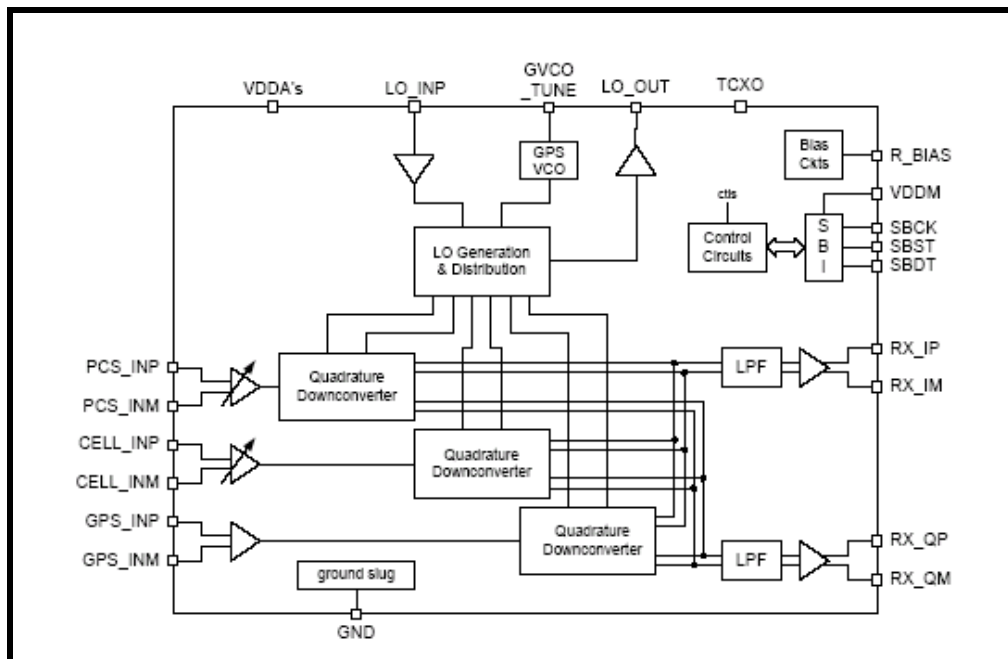 VDDA's
LO_INP
GVCO
_TUNE
LO_OUT
TCXO
GPS
VCO
Bias
Ckts
R_BIAS
VDDM
ctls
Control
Circuits
S
B
I
SBCK
SBST
SBDT
LO Generation
& Distribution
PCS_INP
PCS_INM
Quadrature
Downconverter
LPF
RX_IP
RX_IM
CELL_INP
CELL_INM
Quadrature
Downconverter
GPS_INP
GPS_INM
Quadrature
Downconverter
LPF
RX_QP
RX_QM
ground slug
GND